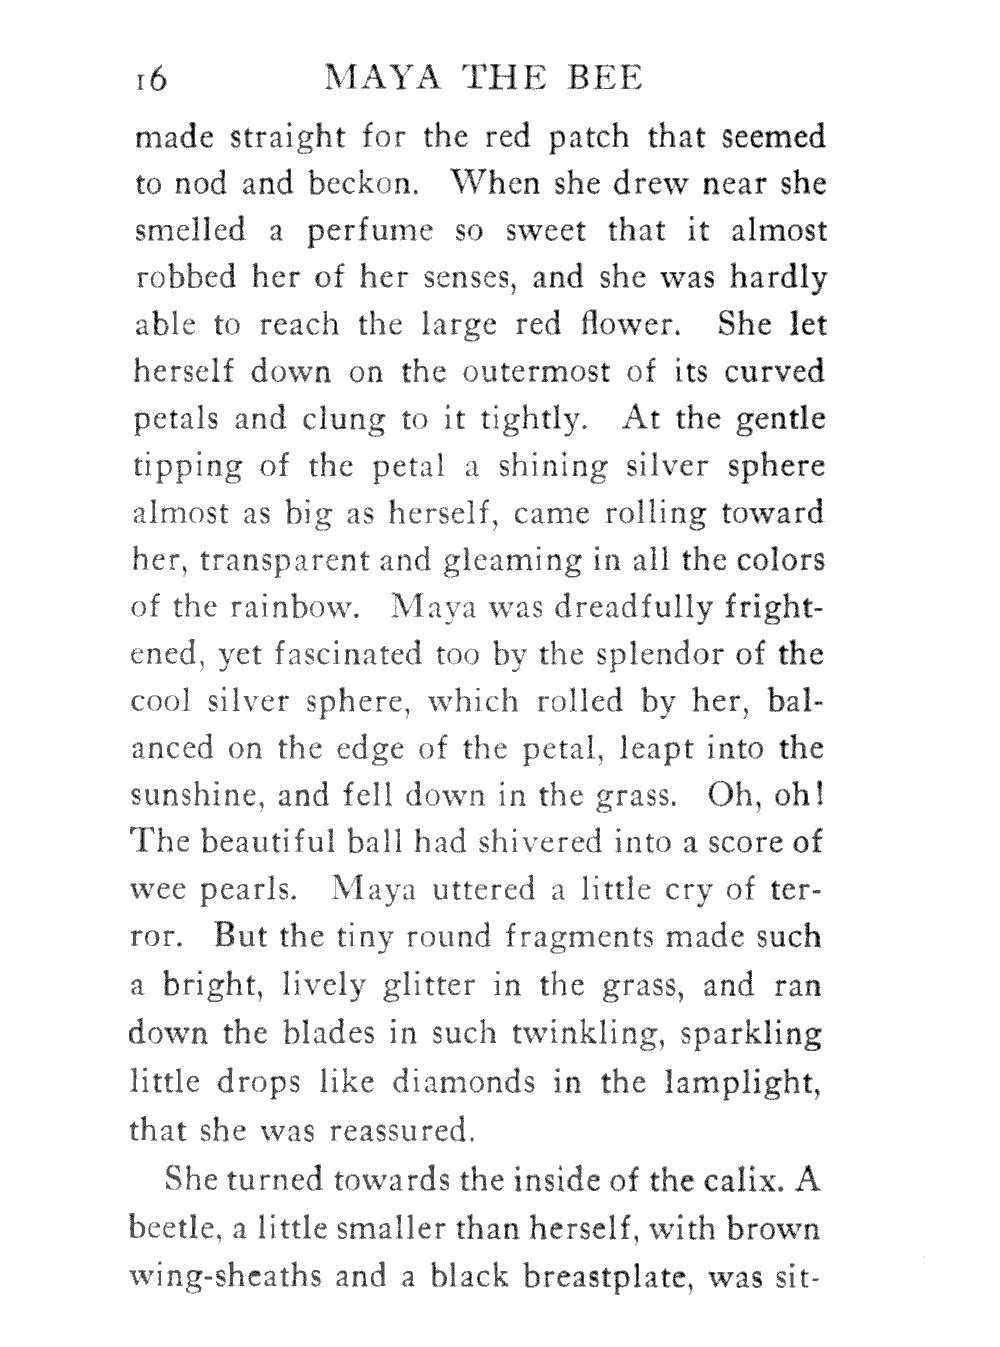 16 MAYA THE BEE
made straight for the red patch that seemed
to nod and beckon. When she drew near she
smelled a perfume so sweet that it almost
robbed her of her senses, and she was hardly
able to reach the large red flower. She let
herself down on the outermost of its curved
petals and clung to it tightly. At the gentle
tipping of the petal a shining silver sphere
almost as big as herself, came rolling toward
her, transparent and gleaming in all the colors
of the rainbow. Maya was dreadfully fright-
ened, yet fascinated too by the splendor of the
cool silver sphere, which rolled by her, bal-
anced on the edge of the petal, leapt into the
sunshine, and fell down in the grass. Oh, oh!
The beautiful ball had shivered into a score of
wee pearls. Maya uttered a little cry of ter-
ror. But the tiny round fragments made such
a bright, lively glitter in the grass, and ran
down the blades in such twinkling, sparkling
little drops like diamonds in the lamplight,
that she was reassured.
She turned towards the inside of the calix. A
beetle, a little smaller than herself, with brown
wing-sheaths and a black breastplate, was sit-